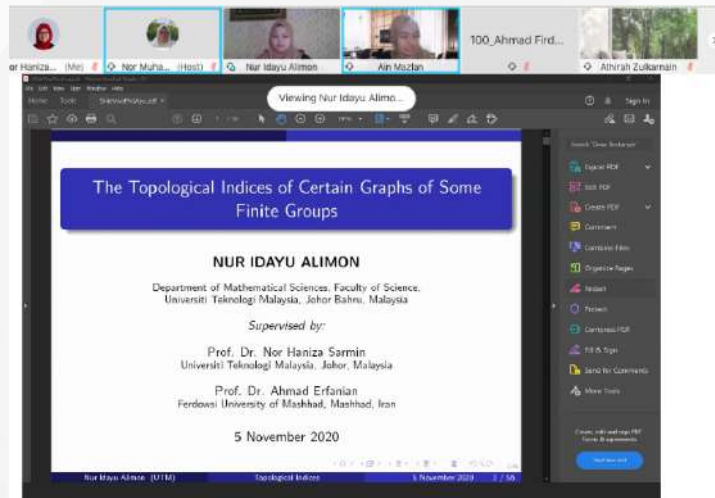 or Haniza... (Me)
Nor Muha... (Host)
Nur Idayu Alimon
Ain Mazlan
100_Ahmad Fird...
Athirah Zulkarnain
Viewing Nur Idayu Alimo...
Home Tools
Sign In
The Topological Indices of Certain Graphs of Some
Finite Groups
NUR IDAYU ALIMON
Department of Mathematical Sciences, Faculty of Science,
Universiti Teknologi Malaysia, Johor Bahru, Malaysia
Supervised by:
Prof. Dr. Nor Haniza Sarmin
Universiti Teknologi Malaysia, Johor, Malaysia
Prof. Dr. Ahmad Erfanian
Ferdowsi University of Mashhad, Mashhad, Iran
5 November 2020
Nur Idayu Alimon (UTM) Topological Indices 5 November 2020 1 / 56
Export PDF
Edit PDF
Create PDF
Comment
Combine Files
Organize Pages
Redact
Protect
Compress PDF
Fill & Sign
Send for Comments
More Tools